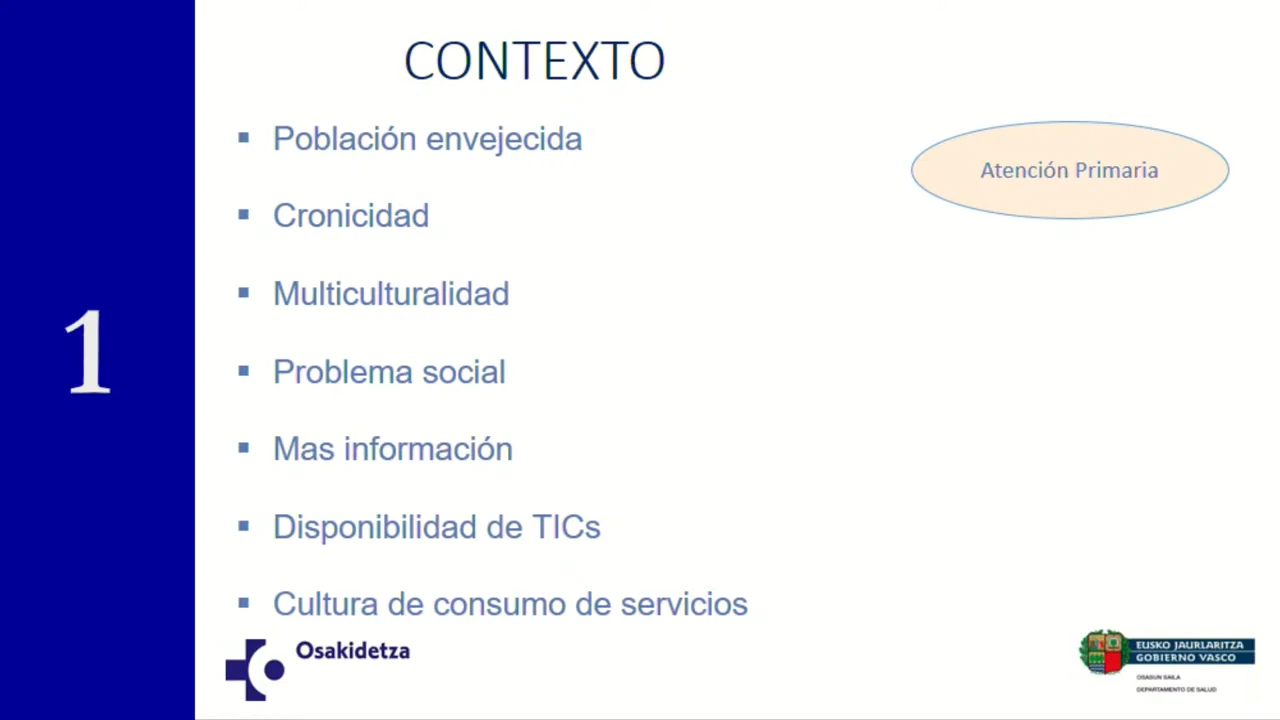 CONTEXTO
1
Población envejecida
Cronicidad
Multiculturalidad
Problema social
Mas información
Disponibilidad de TICs
Cultura de consumo de servicios
Atención Primaria
Osakidetza
EUSKO JAURLARITZA
GOBIERNO VASCO
OSASUN SAILA
DEPARTAMENTO DE SALUD